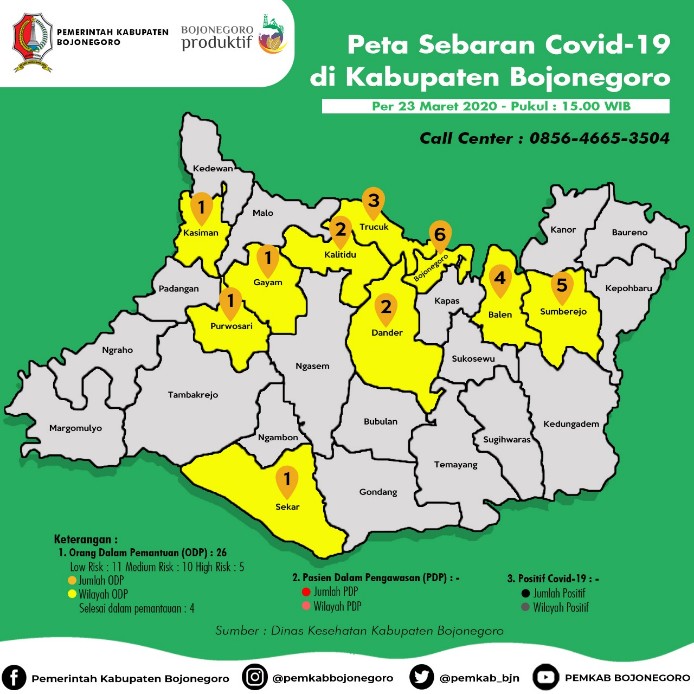 PEMERINTAH KABUPATEN
BOJONEGORO
BOJONEGORO
produktif
Peta Sebaran Covid-19
di Kabupaten Bojonegoro
Per 23 Maret 2020 - Pukul : 15.00 WIB
Call Center : 0856-4665-3504
Kedewan
1
Kasiman
Malo
3
Trucuk
2
Kalitidu
6
Bojonegoro
Kanor
Baureno
1
Gayam
Padangan
1
Purwosari
2
Dander
Kapas
4
Balen
5
Sumberejo
Kepohbaru
Ngraho
Ngasem
Sukosewu
Tambakrejo
Margomulyo
Ngambon
Bubulan
Temayang
Sugihwaras
Kedungadem
1
Sekar
Gondang
Keterangan :
1. Orang Dalam Pemantuan (ODP) : 26
Low Risk : 11 Medium Risk : 10 High Risk : 5
Jumlah ODP
Wilayah ODP
Selesai dalam pemantauan : 4
2. Pasien Dalam Pengawasan (PDP) : -
Jumlah PDP
Wilayah PDP
3. Positif Covid-19 : -
Jumlah Positif
Wilayah Positif
Sumber : Dinas Kesehatan Kabupaten Bojonegoro
Pemerintah Kabupaten Bojonegoro
@pemkabbojonegoro
@pemkab_bjn
PEMKAB BOJONEGORO